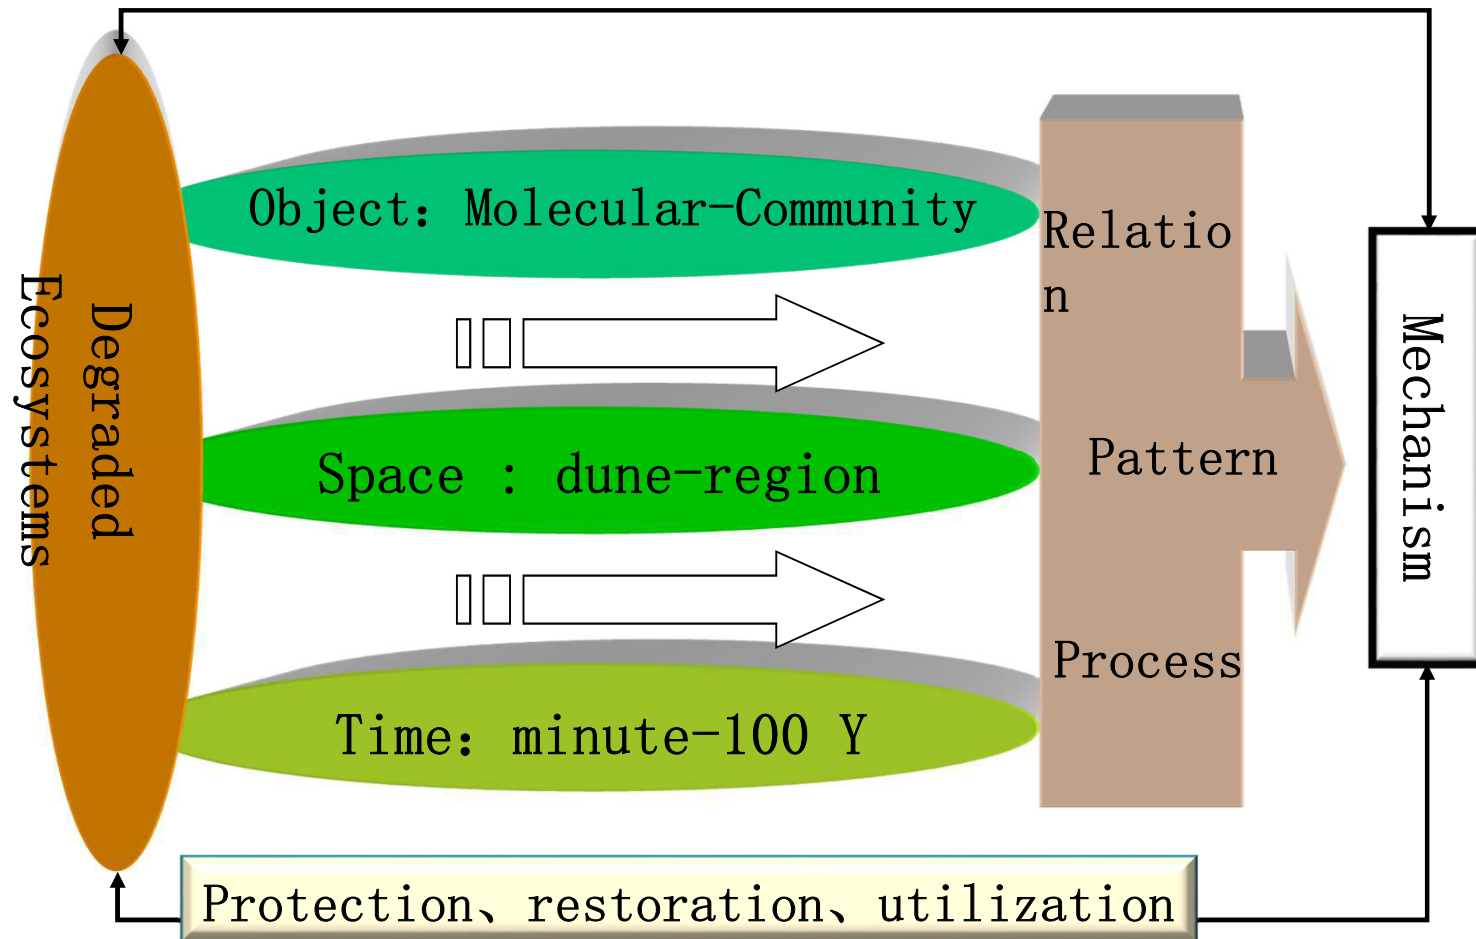 Degraded
Ecosystems
Object：Molecular-Community
Space : dune-region
Time：minute-100 Y
Relatio
n
Pattern
Process
Mechanism
Protection、restoration、utilization